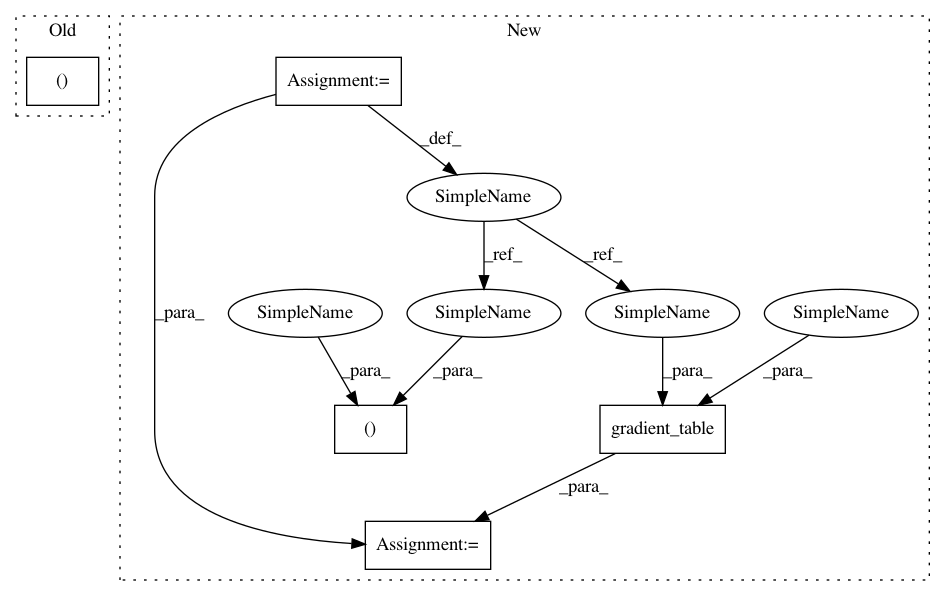 Old
New
()
Assignment:=
_def_
SimpleName
_ref_
_ref_
_para_
SimpleName
SimpleName
SimpleName
SimpleName
_para_
_para_
_para_
_para_
()
gradient_table
_para_
Assignment:=